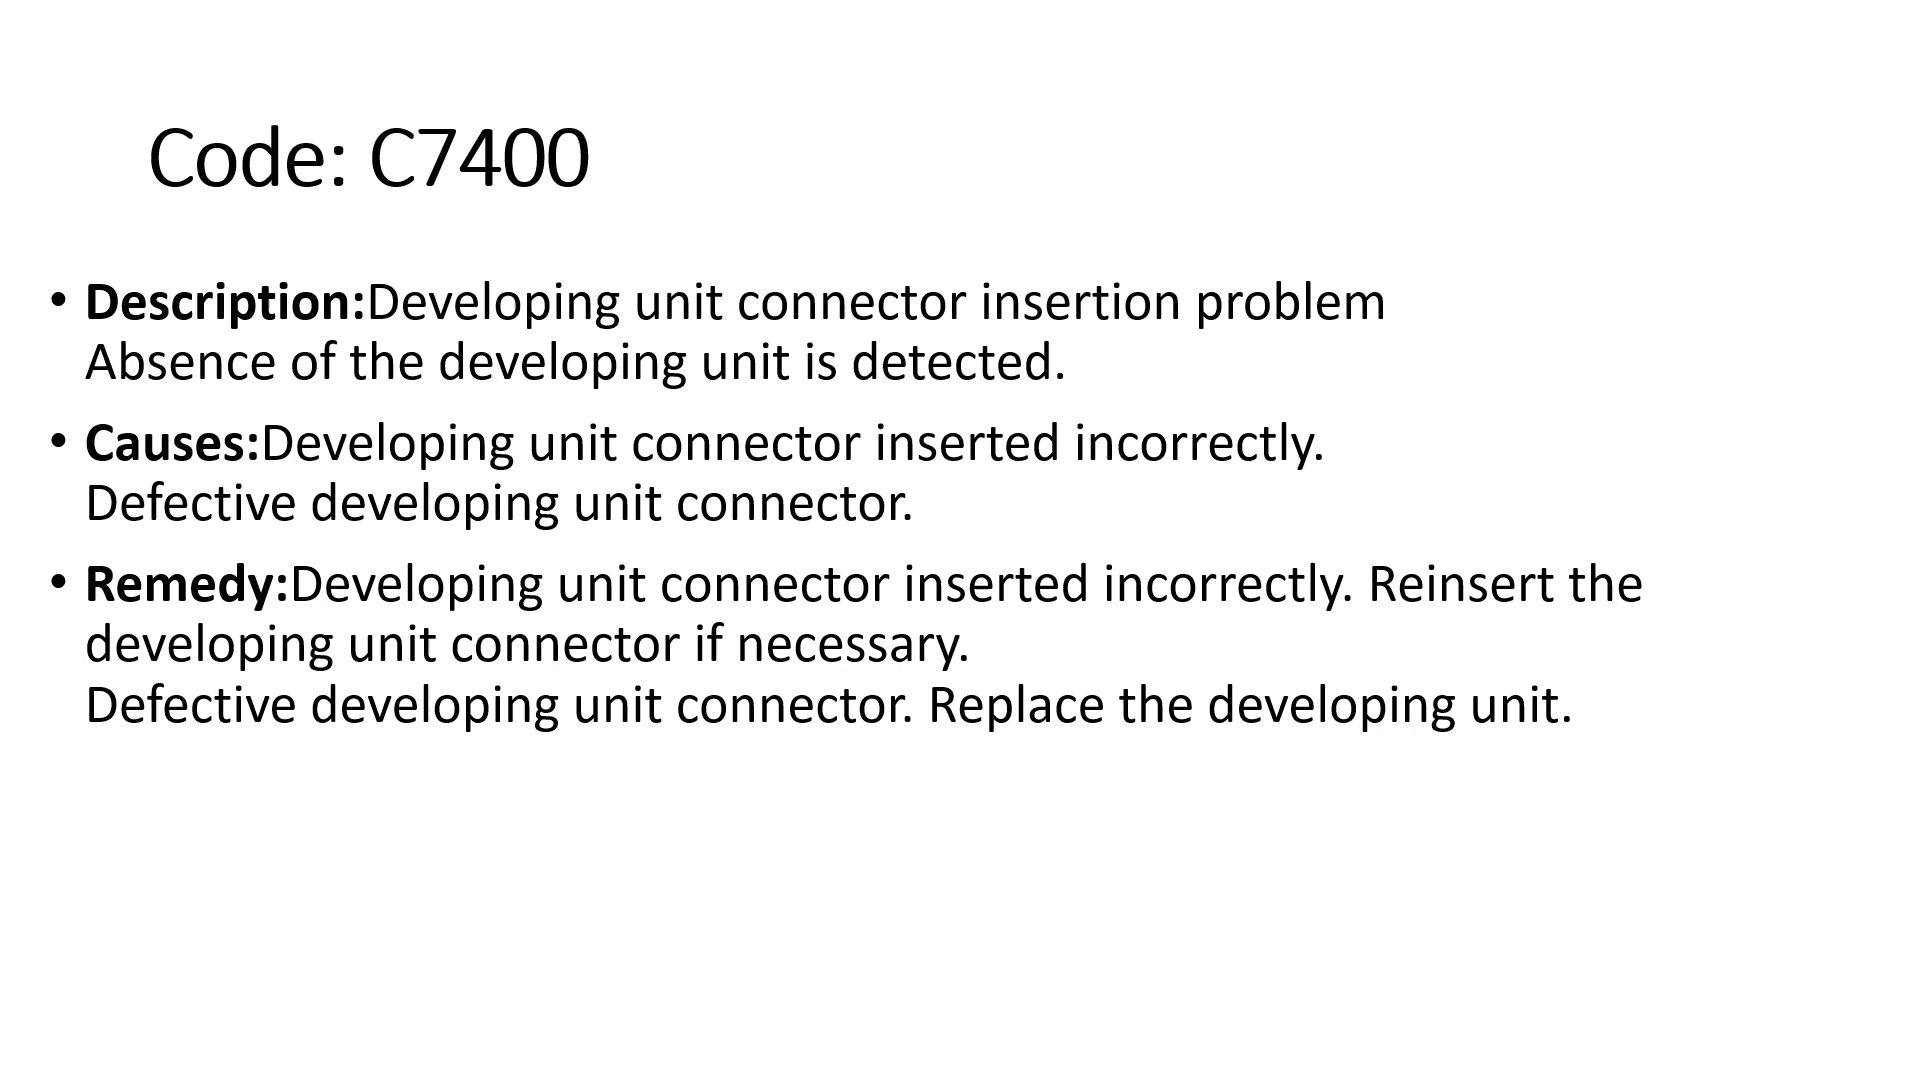 Code: C7400
• Description:Developing unit connector insertion problem
Absence of the developing unit is detected.
• Causes:Developing unit connector inserted incorrectly.
Defective developing unit connector.
• Remedy:Developing unit connector inserted incorrectly. Reinsert the
developing unit connector if necessary.
Defective developing unit connector. Replace the developing unit.